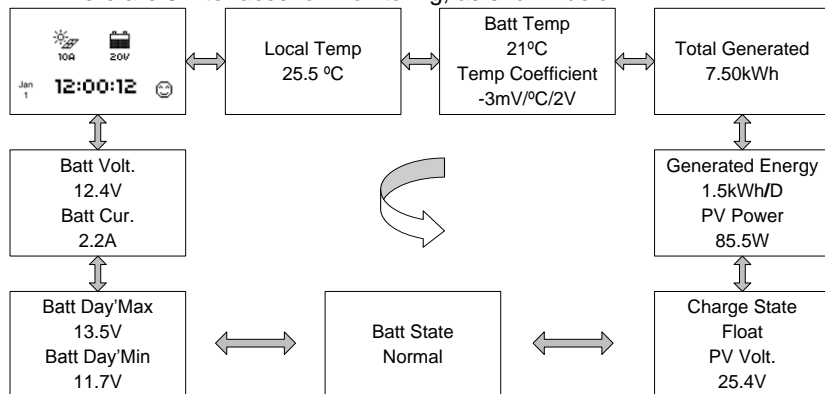 monitoring, as
10A 20V
Jan
1
12:00:12
Local Temp
25.5 ºC
Batt Temp
21ºC
Temp Coefficient
-3mV/ºC/2V
Total Generated
7.50kWh
Batt Volt.
12.4V
Batt Cur.
2.2A
Generated Energy
1.5kWh/D
PV Power
85.5W
Batt Day'Max
13.5V
Batt Day'Min
11.7V
Batt State
Normal
Charge State
Float
PV Volt.
25.4V